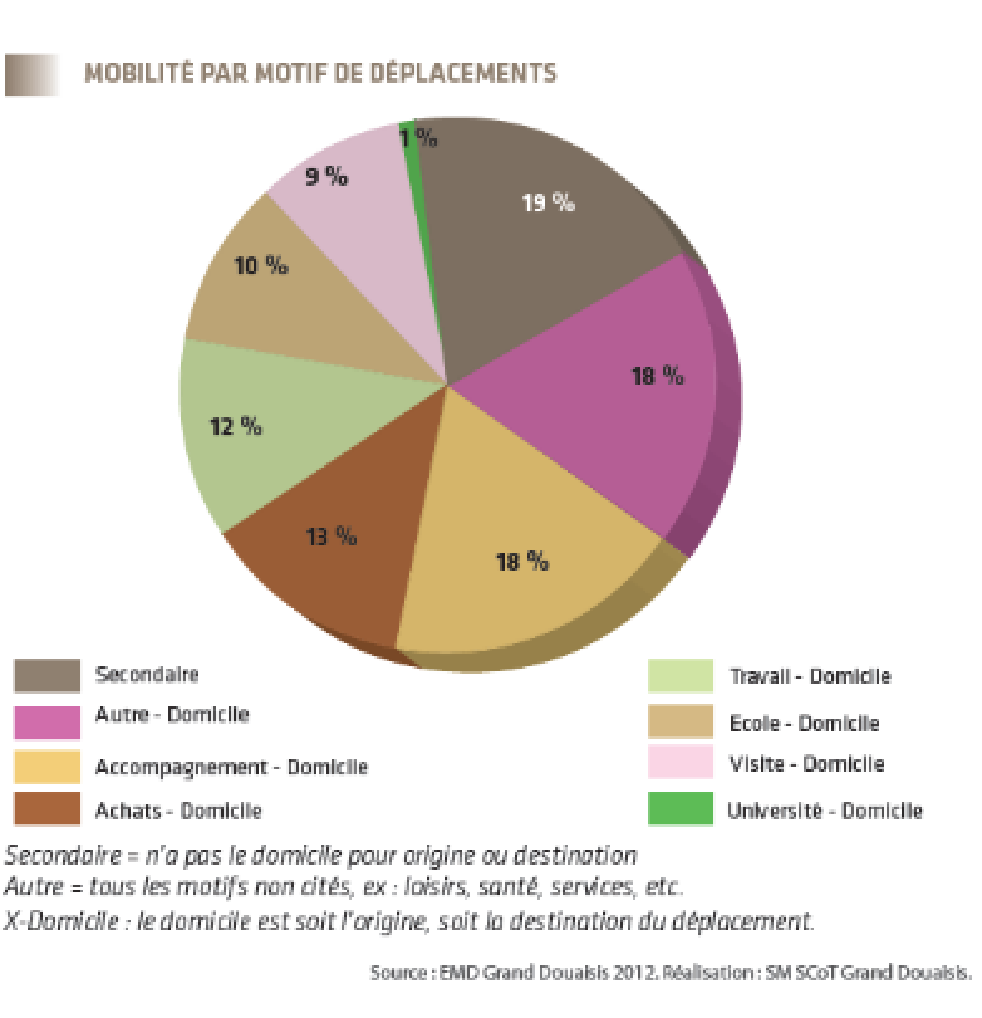 MOBILITÉ PAR MOTIF DE DÉPLACEMENTS
1 %
9 %
19 %
10 %
18 %
12 %
13 %
18 %
Secondaire
Autre - Domicile
Accompagnement - Domicile
Achats - Domicile
Travail - Domicile
Ecole - Domicile
Visite - Domicile
Université - Domicile
Secondaire = n'a pas le domicile pour origine ou destination
Autre = tous les motifs non cités, ex : loisirs, santé, services, etc.
X-Domicile : le domicile est soit l'origine, soit la destination du déplacement.
Source : EMD Grand Douaisis 2012. Réalisation : SM SCoT Grand Douaisis.